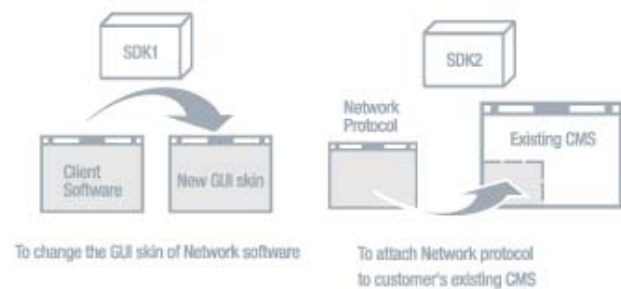 SDK1
Client
Software
New GUI skin
To change the GUI skin of Network software
SDK2
Network
Protocol
Existing CMS
To attach Network protocol
to customer's existing CMS